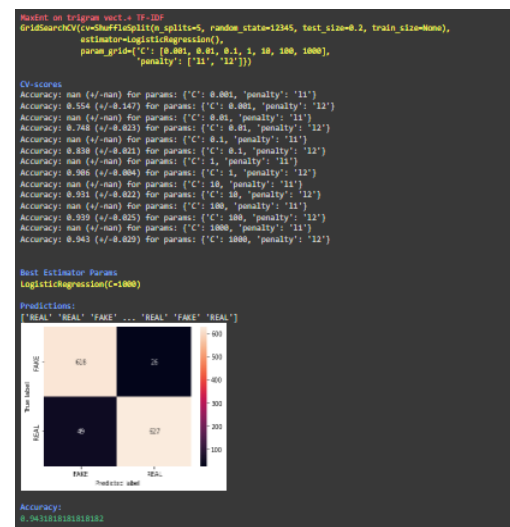 MaxEnt on trigram vect.+ TF-IDF
GridSearchCV(cv=ShuffleSplit(n_splits=5, random_state=12345, test_size=0.2, train_size=None),
estimator=LogisticRegression(),
param_grid={'C': [0.001, 0.01, 0.1, 1, 10, 100, 1000],
'penalty': ['l1', 'l2']})
CV-scores
Accuracy: nan (+/-nan) for params: {'C': 0.001, 'penalty': 'l1'}
Accuracy: 0.554 (+/-0.147) for params: {'C': 0.001, 'penalty': 'l2'}
Accuracy: nan (+/-nan) for params: {'C': 0.01, 'penalty': 'l1'}
Accuracy: 0.748 (+/-0.023) for params: {'C': 0.01, 'penalty': 'l2'}
Accuracy: nan (+/-nan) for params: {'C': 0.1, 'penalty': 'l1'}
Accuracy: 0.830 (+/-0.021) for params: {'C': 0.1, 'penalty': 'l2'}
Accuracy: nan (+/-nan) for params: {'C': 1, 'penalty': 'l1'}
Accuracy: 0.906 (+/-0.004) for params: {'C': 1, 'penalty': 'l2'}
Accuracy: nan (+/-nan) for params: {'C': 10, 'penalty': 'l1'}
Accuracy: 0.931 (+/-0.022) for params: {'C': 10, 'penalty': 'l2'}
Accuracy: nan (+/-nan) for params: {'C': 100, 'penalty': 'l1'}
Accuracy: 0.939 (+/-0.025) for params: {'C': 100, 'penalty': 'l2'}
Accuracy: nan (+/-nan) for params: {'C': 1000, 'penalty': 'l1'}
Accuracy: 0.943 (+/-0.029) for params: {'C': 1000, 'penalty': 'l2'}
Best Estimator Params
LogisticRegression(C=1000)
Predictions:
['REAL' 'REAL' 'FAKE' ... 'REAL' 'FAKE' 'REAL']
FAKE
REAL
True label
618
26
49
627
FAKE
REAL
Predicted label
600
500
400
300
200
100
Accuracy:
0.9431818181818182